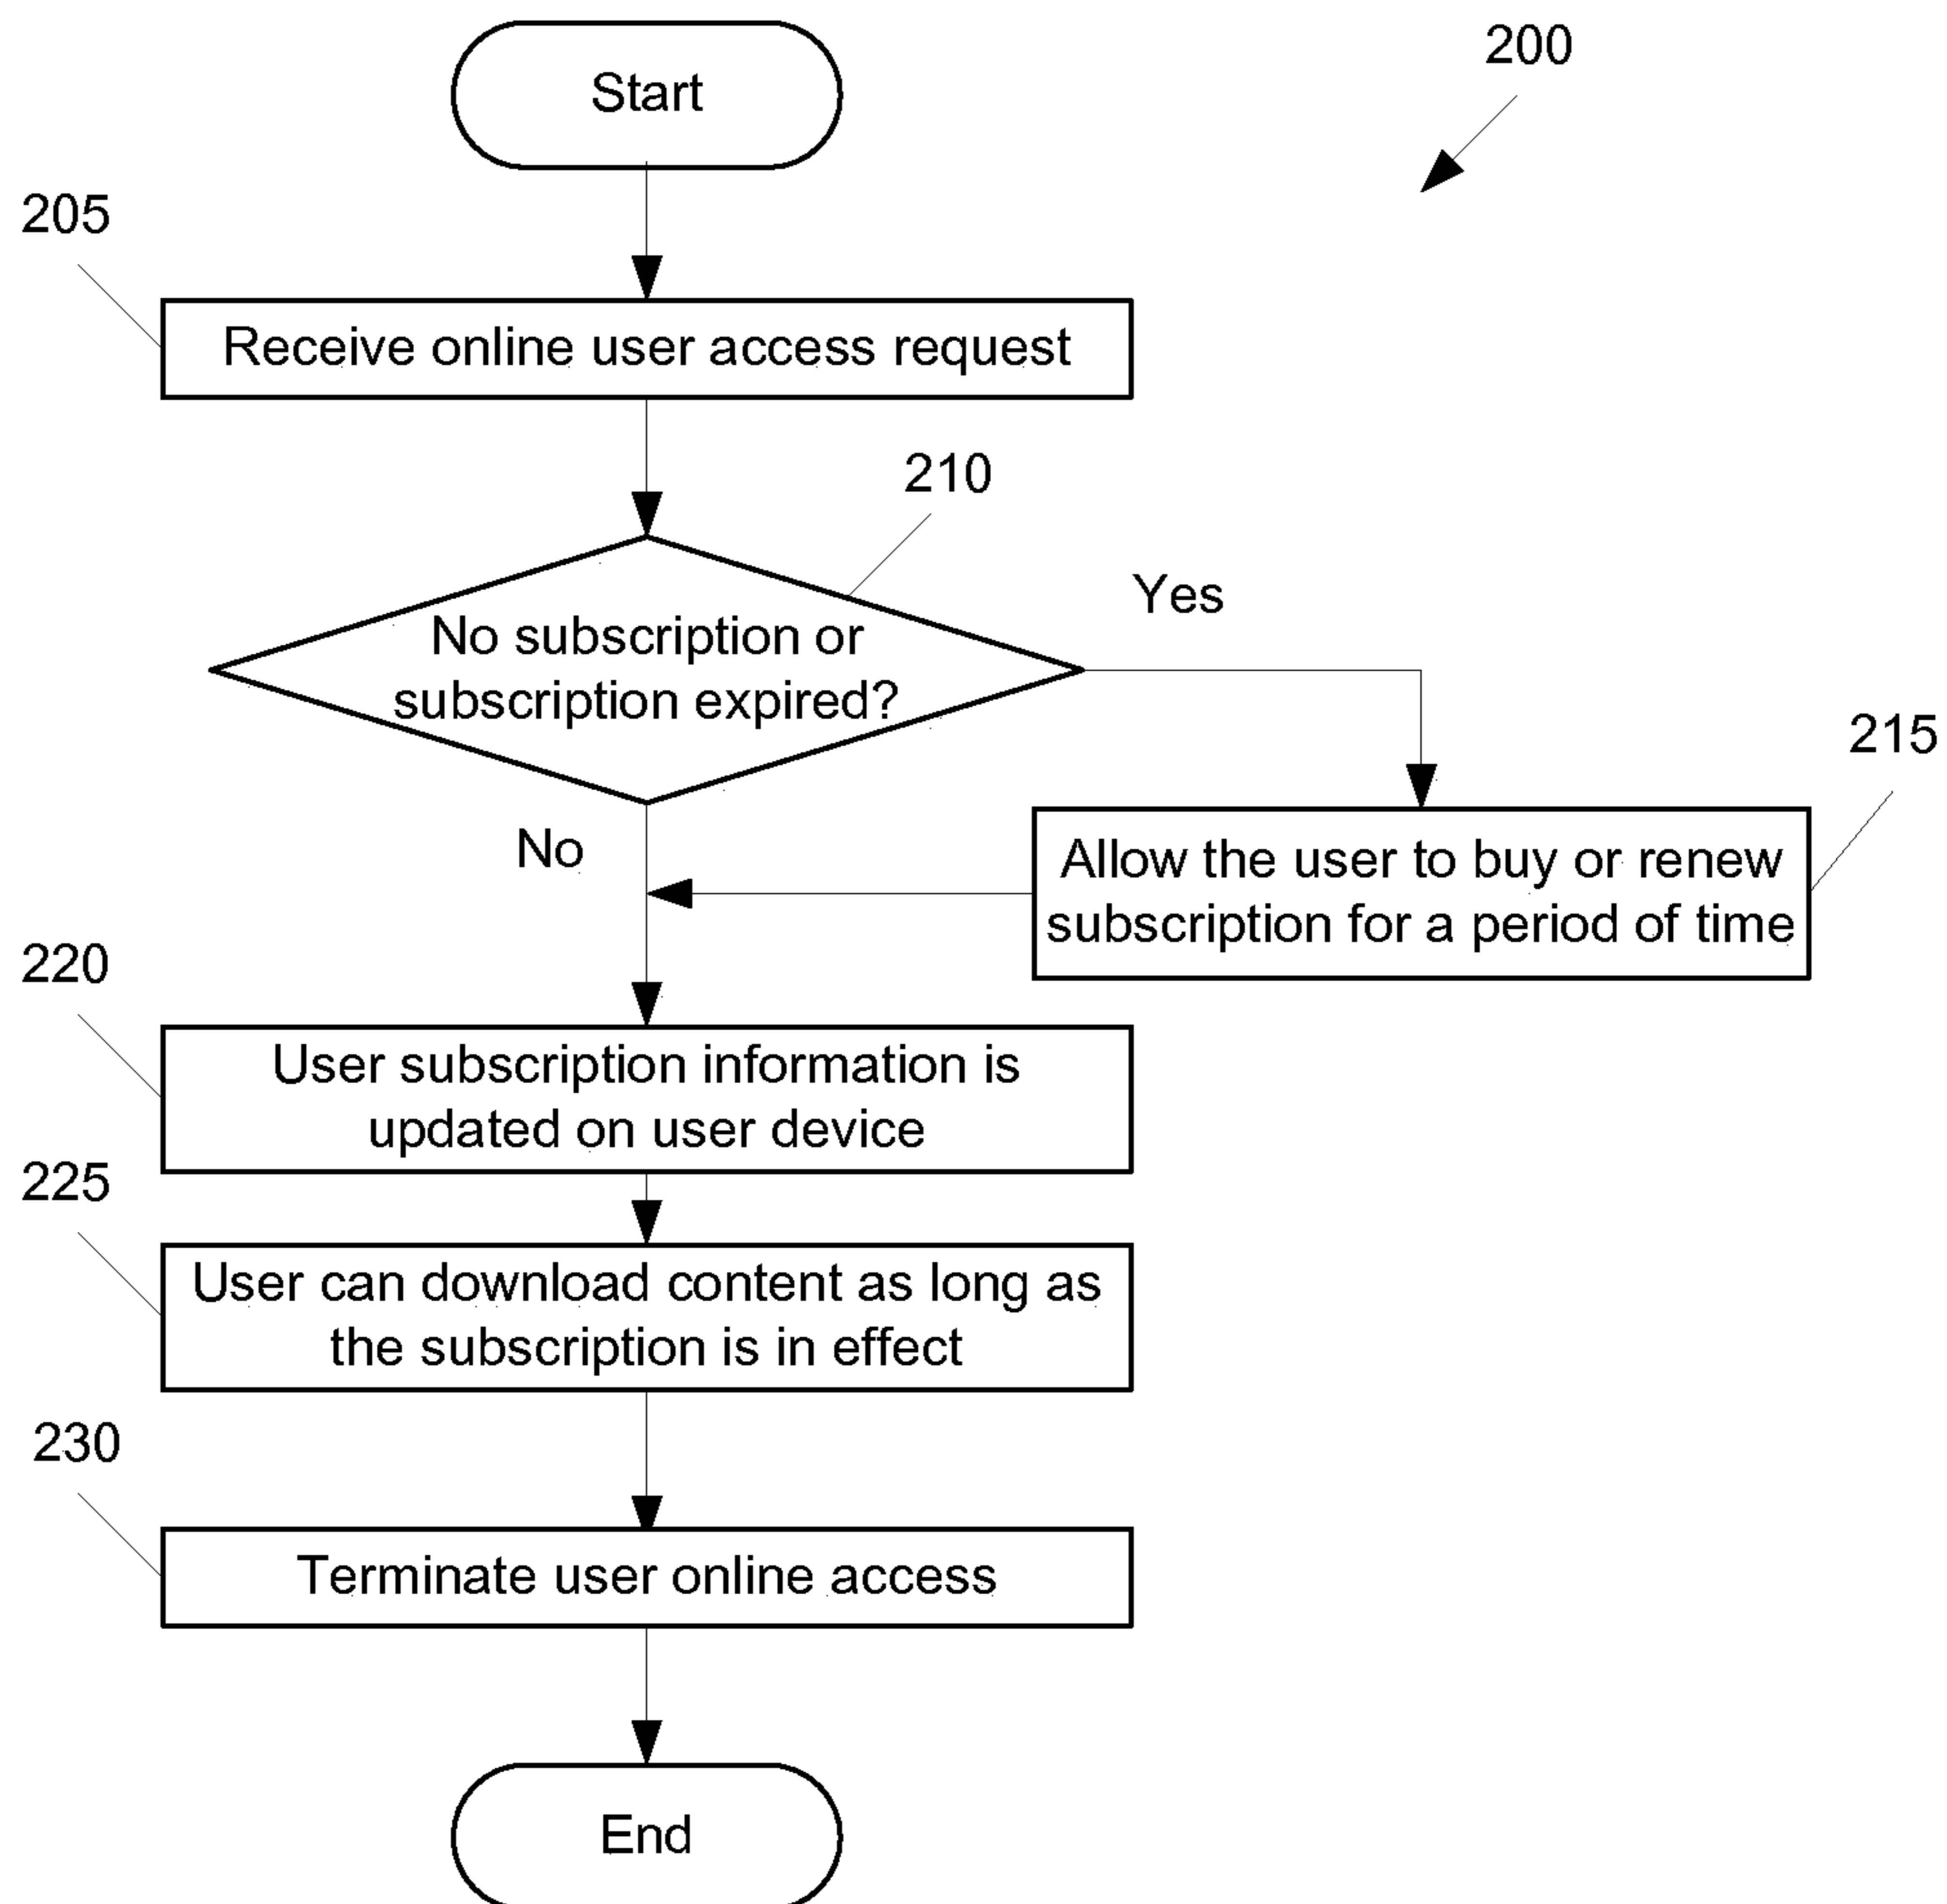 Start
200
205
Receive online user access request
210
Yes
No subscription or
subscription expired?
215
No
Allow the user to buy or renew
subscription for a period of time
220
User subscription information is
updated on user device
225
User can download content as long as
the subscription is in effect
230
Terminate user online access
End